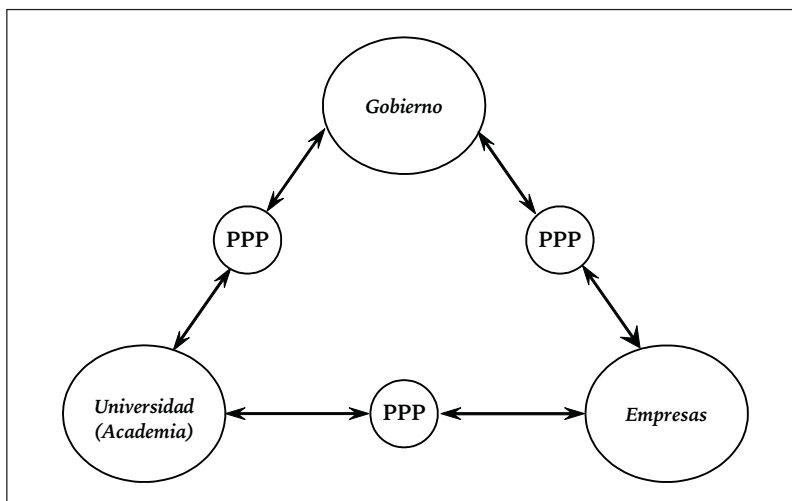 Gobierno
PPP
PPP
Universidad
(Academia)
PPP
Empresas